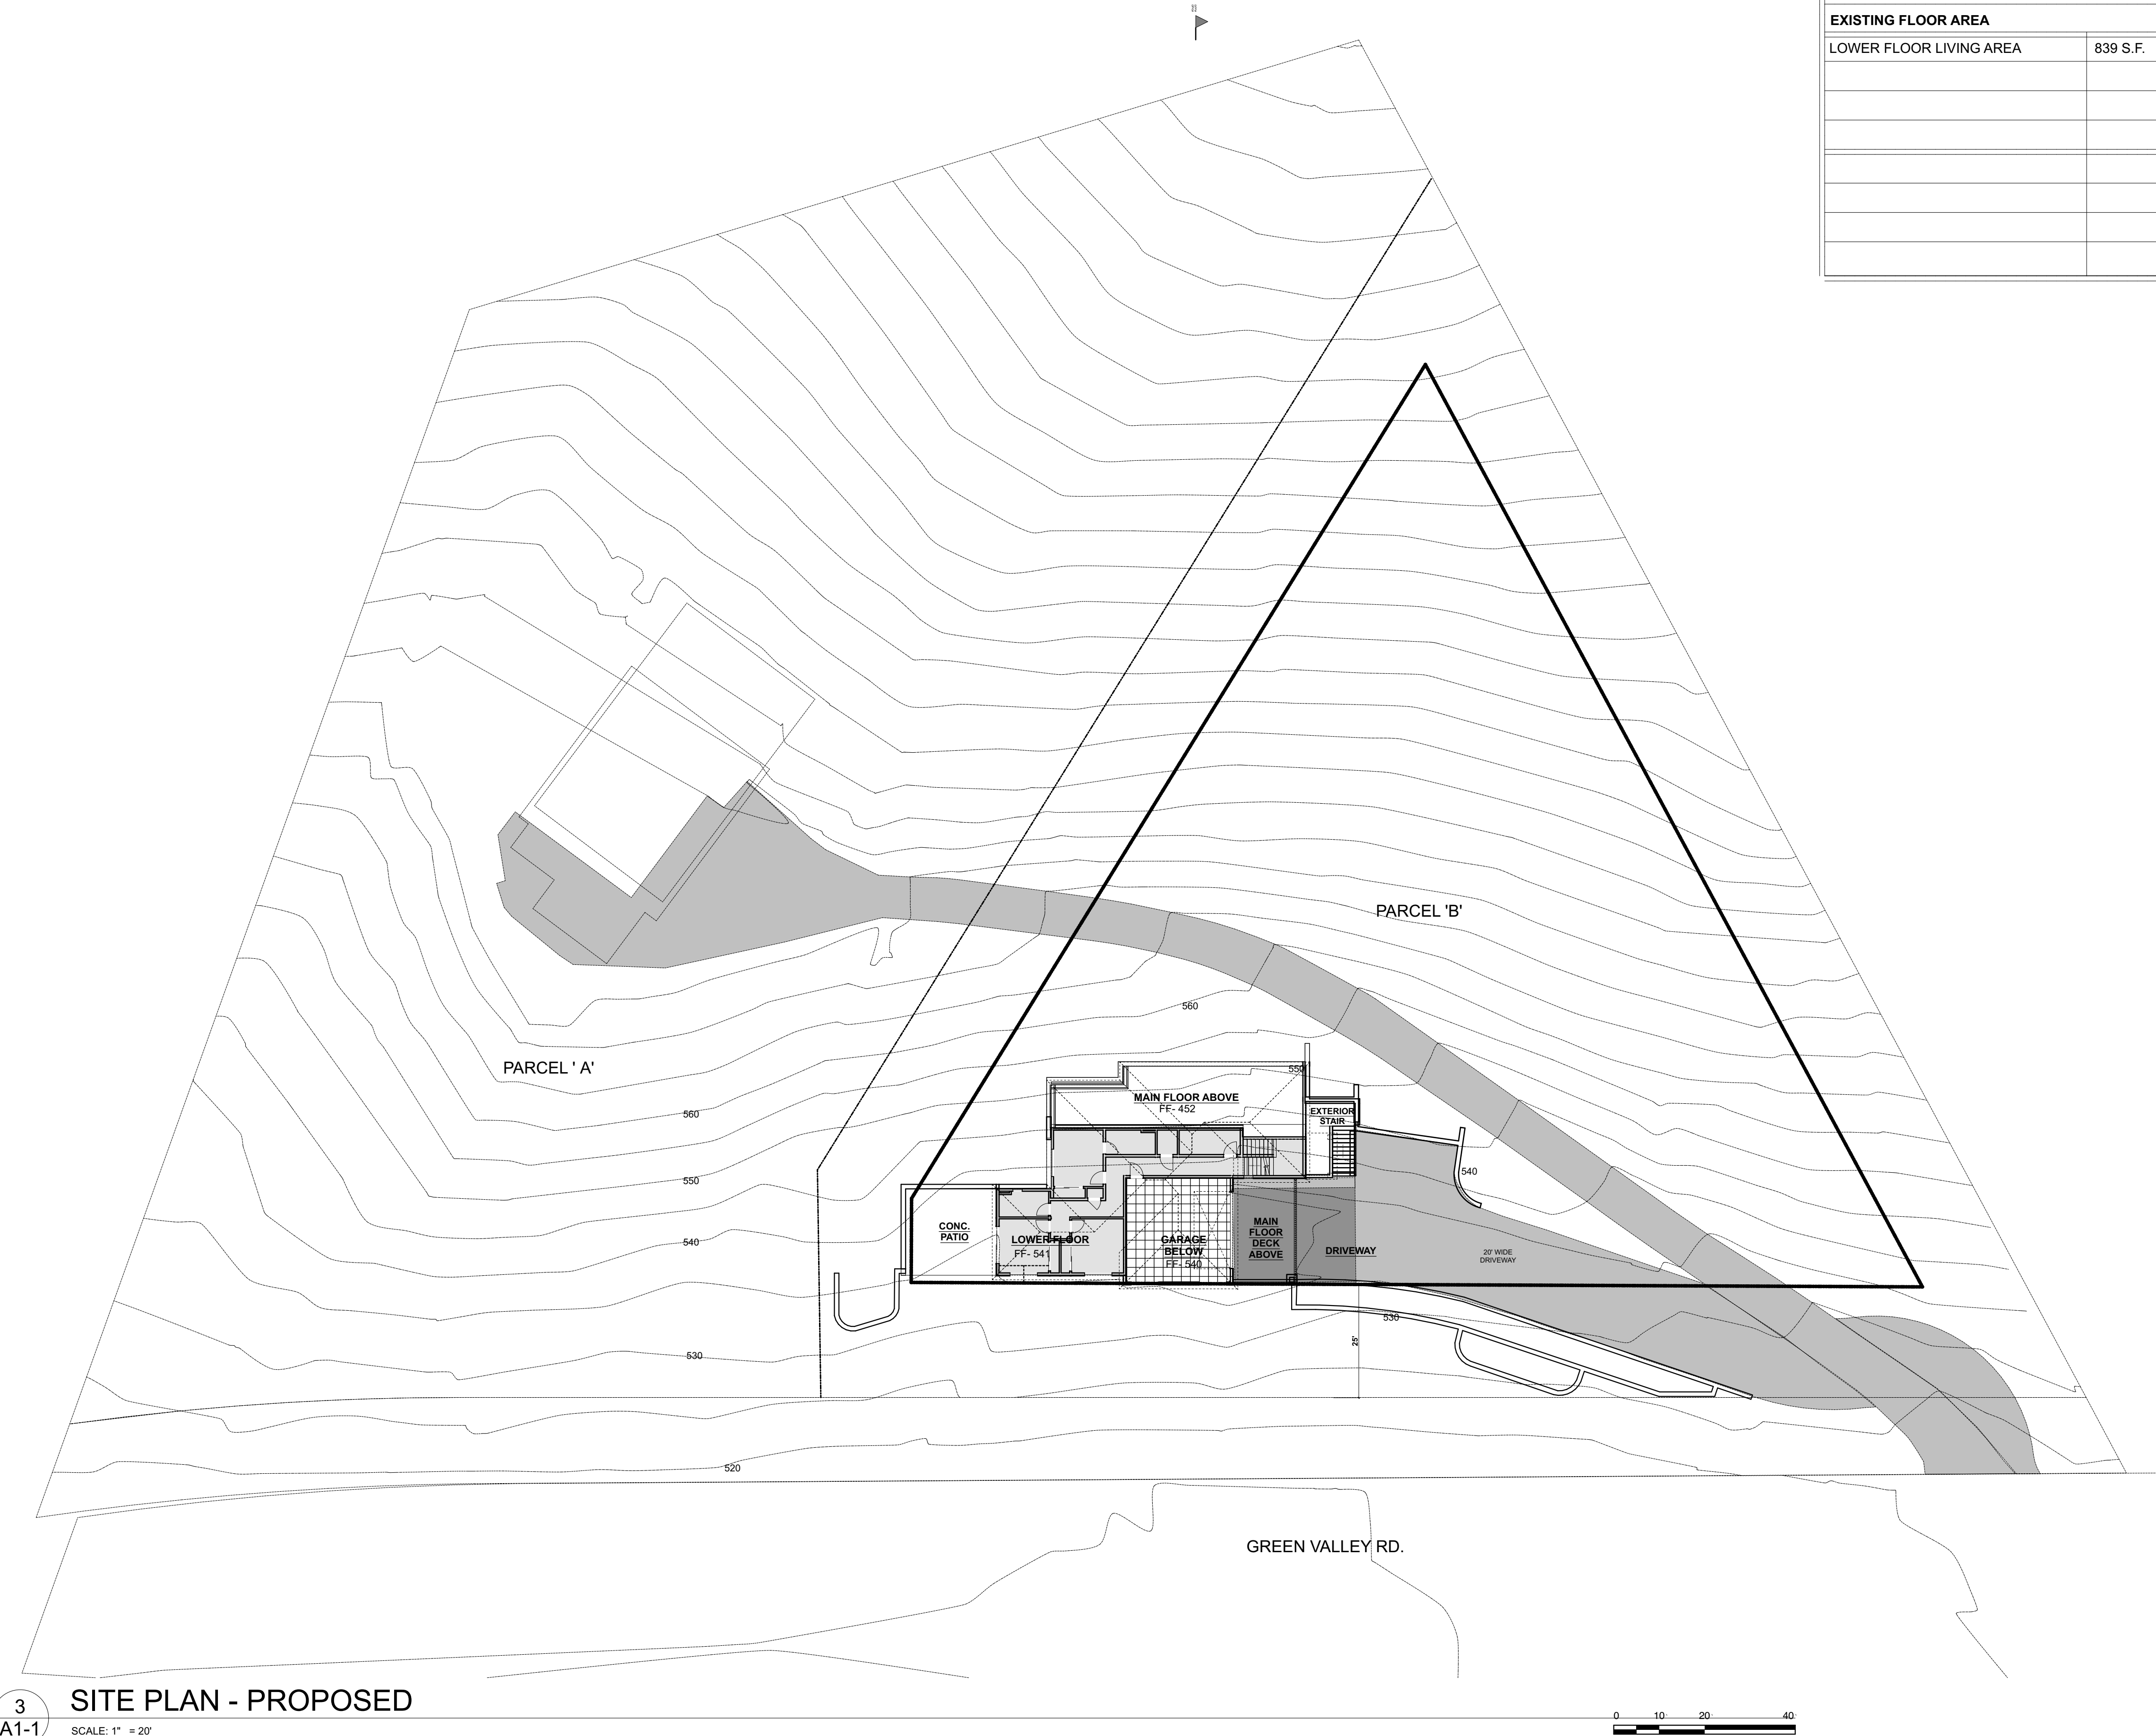 EXISTING FLOOR AREA
LOWER FLOOR LIVING AREA 839 S.F.
PARCEL 'B'
560
PARCEL ' A'
550
MAIN FLOOR ABOVE
FF- 452
EXTERIOR
STAIR
560
540
550
CONC.
PATIO
LOWER FLOOR
FF- 541
GARAGE
BELOW
FF- 540
MAIN
FLOOR
DECK
ABOVE
DRIVEWAY
20' WIDE
DRIVEWAY
540
530
25'
530
520
GREEN VALLEY RD.
3
A1-1
SITE PLAN - PROPOSED
SCALE: 1" = 20'
0 10' 20' 40'